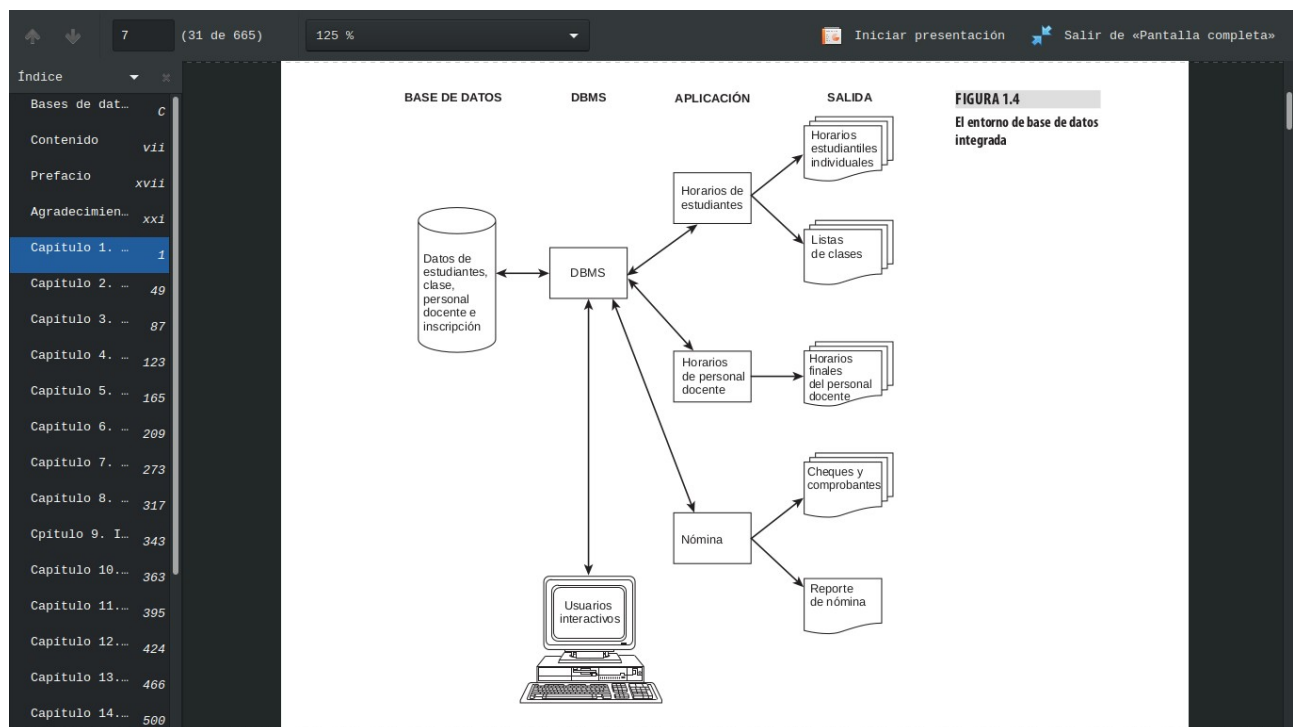 7
(31 de 665)
125 %
Iniciar presentación
Salir de «Pantalla completa»
Índice
Bases de dat… C
Contenido vii
Prefacio xvii
Agradecimien… xxi
Capítulo 1. … 1
Capítulo 2. … 49
Capítulo 3. … 87
Capítulo 4. … 123
Capítulo 5. … 165
Capítulo 6. … 209
Capítulo 7. … 273
Capítulo 8. … 317
Cpítulo 9. I… 343
Capítulo 10.… 363
Capítulo 11.… 395
Capítulo 12.… 424
Capítulo 13.… 466
Capítulo 14.… 500
BASE DE DATOS
DBMS
APLICACIÓN
SALIDA
FIGURA 1.4
El entorno de base de datos
integrada
Horarios
estudiantiles
individuales
Horarios de
estudiantes
Listas
de clases
Datos de
estudiantes,
clase,
personal
docente e
inscripción
DBMS
Horarios
de personal
docente
Horarios
finales
del personal
docente
Cheques y
comprobantes
Nómina
Reporte
de nómina
Usuarios
interactivos